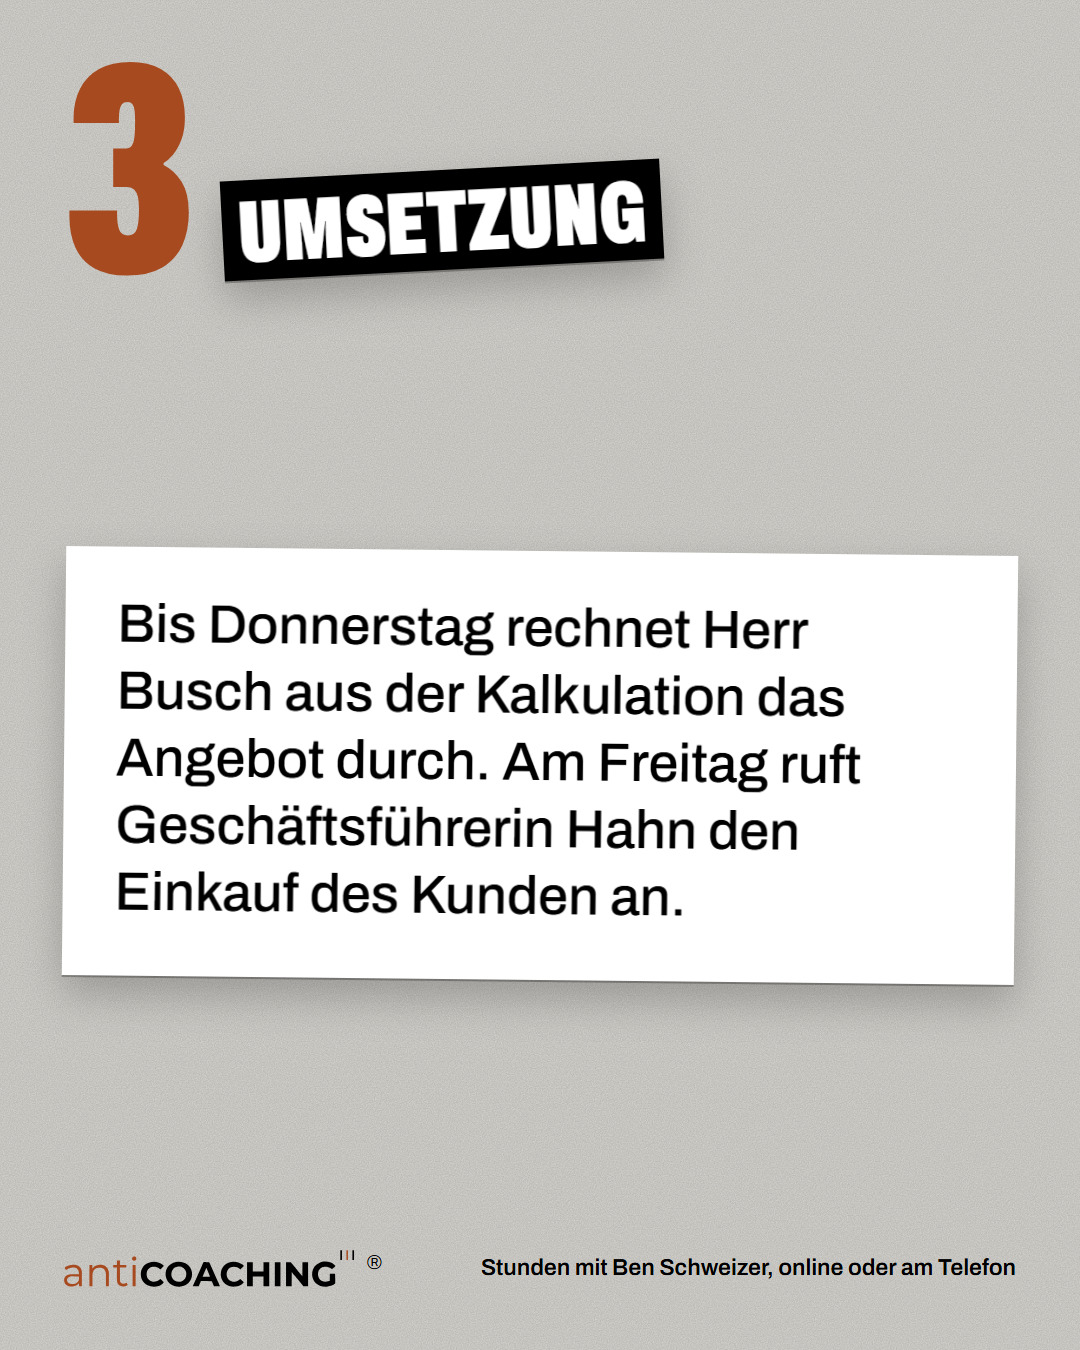 3
UMSETZUNG
Bis Donnerstag rechnet Herr
Busch aus der Kalkulation das
Angebot durch. Am Freitag ruft
Geschäftsführerin Hahn den
Einkauf des Kunden an.
antiCOACHING ®
Stunden mit Ben Schweizer, online oder am Telefon